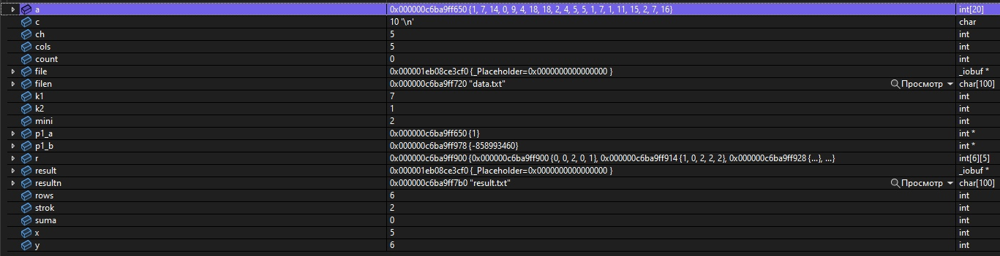 a 0x000000c6ba9ff650 {1, 7, 14, 0, 9, 4, 18, 18, 2, 4, 5, 5, 1, 7, 1, 11, 15, 2, 7, 16} int[20]
c 10 '\n' char
ch 5 int
cols 5 int
count 0 int
file 0x000001eb08ce3cf0 {_Placeholder=0x0000000000000000 } _iobuf *
filen 0x000000c6ba9ff720 "data.txt" Просмотр char[100]
k1 7 int
k2 1 int
mini 2 int
p1_a 0x000000c6ba9ff650 {1} int *
p1_b 0x000000c6ba9ff978 {-858993460} int *
r 0x000000c6ba9ff900 {0x000000c6ba9ff900 {0, 0, 2, 0, 1}, 0x000000c6ba9ff914 {1, 0, 2, 2, 2}, 0x000000c6ba9ff928 {...}, ...} int[6][5]
result 0x000001eb08ce3cf0 {_Placeholder=0x0000000000000000 } _iobuf *
resultn 0x000000c6ba9ff7b0 "result.txt" Просмотр char[100]
rows 6 int
strok 2 int
suma 0 int
x 5 int
y 6 int